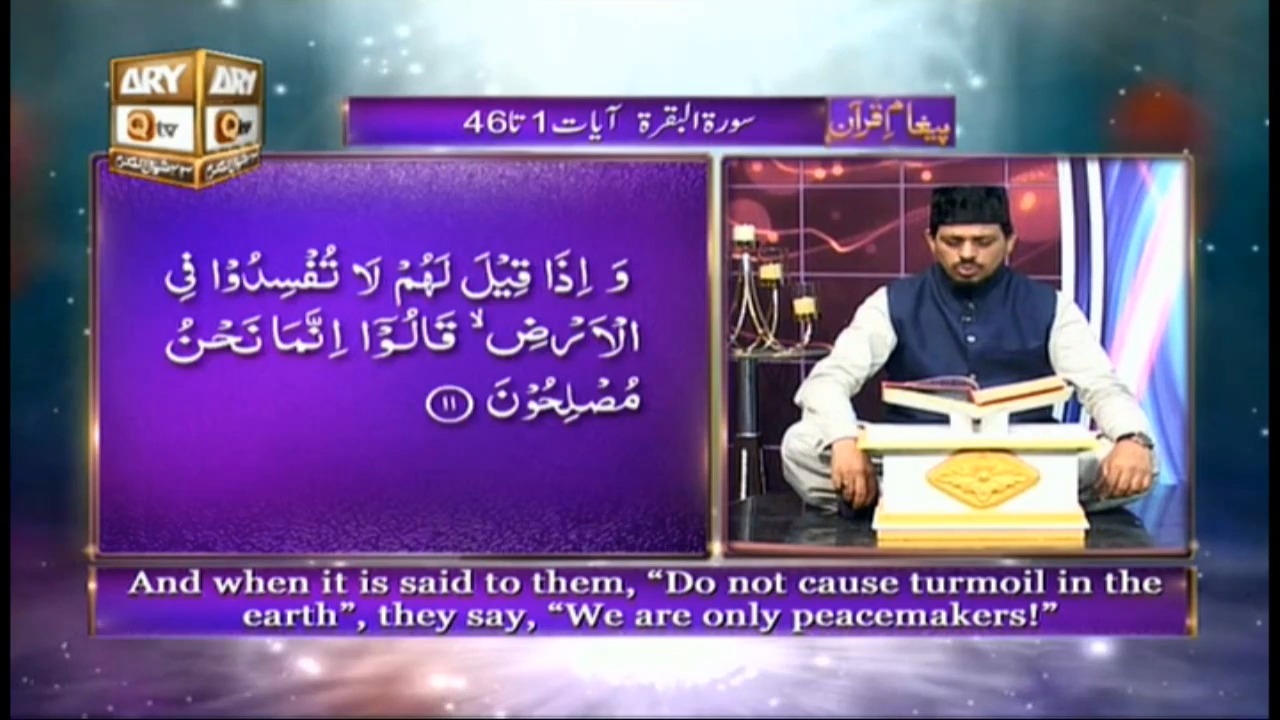 ARY ARY
Qtv Qtv
پیغامِ قرآن
سورۃ البقرۃ آیات 1 تا 46
وَ اِذَا قِیْلَ لَهُمْ لَا تُفْسِدُوْا فِی
الْاَرْضِۙ قَالُوْۤا اِنَّمَا نَحْنُ
مُصْلِحُوْنَ ۝۱۱
And when it is said to them, “Do not cause turmoil in the
earth”, they say, “We are only peacemakers!”